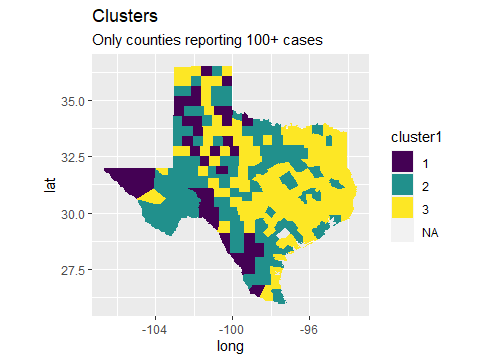 Clusters
Only counties reporting 100+ cases
35.0
32.5
30.0
27.5
lat
-104
-100
-96
long
cluster1
1
2
3
NA